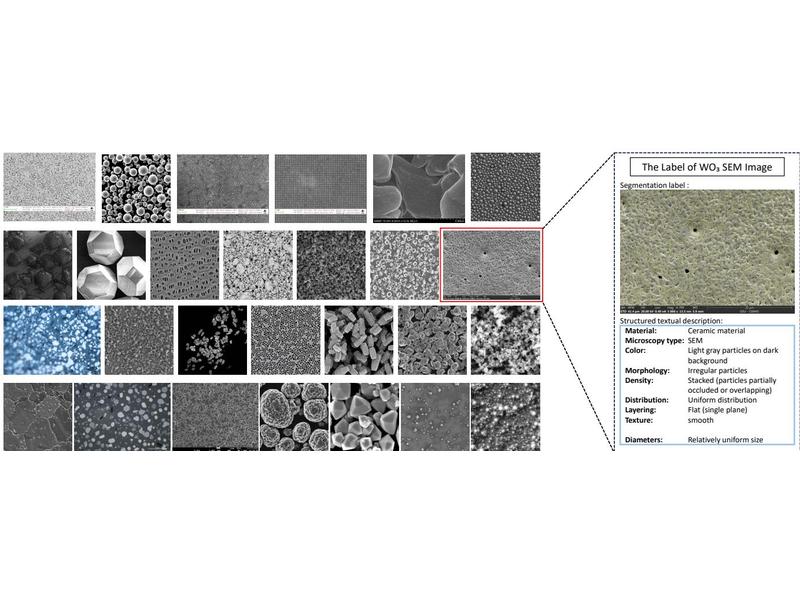 The Label of WO₃ SEM Image
Segmentation label :
Structured textual description:
Material: Ceramic material
Microscopy type: SEM
Color: Light gray particles on dark
background
Morphology: Irregular particles
Density: Stacked (particles partially
occluded or overlapping)
Distribution: Uniform distribution
Layering: Flat (single plane)
Texture: smooth
Diameters: Relatively uniform size